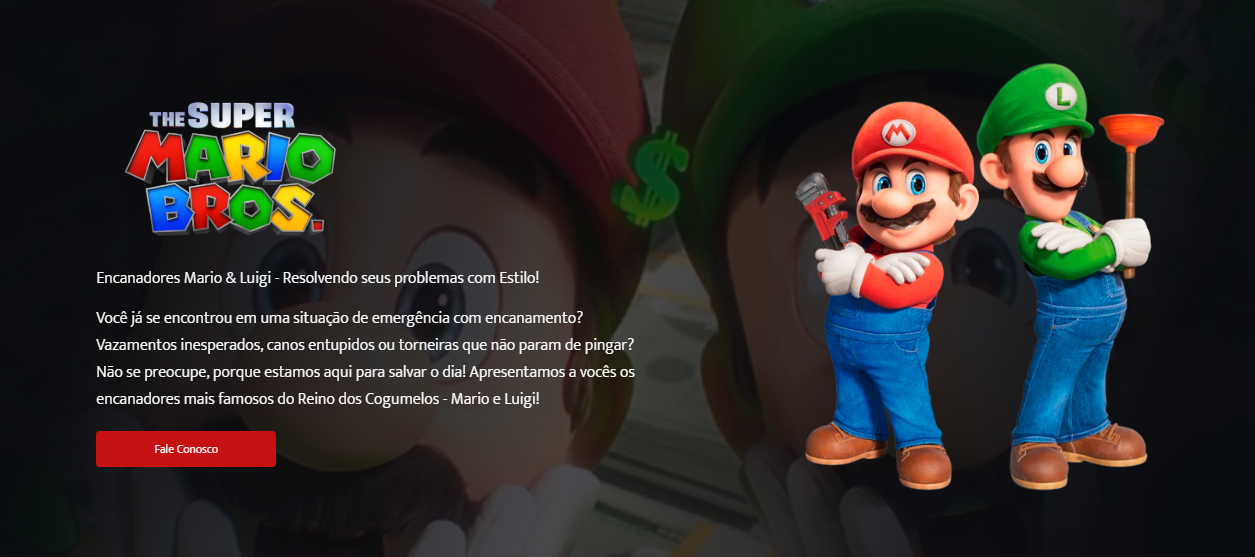 THE SUPER
MARIO
BROS.
Encanadores Mario & Luigi - Resolvendo seus problemas com Estilo!
Você já se encontrou em uma situação de emergência com encanamento?
Vazamentos inesperados, canos entupidos ou torneiras que não param de pingar?
Não se preocupe, porque estamos aqui para salvar o dia! Apresentamos a vocês os
encanadores mais famosos do Reino dos Cogumelos - Mario e Luigi!
Fale Conosco
$
M
L